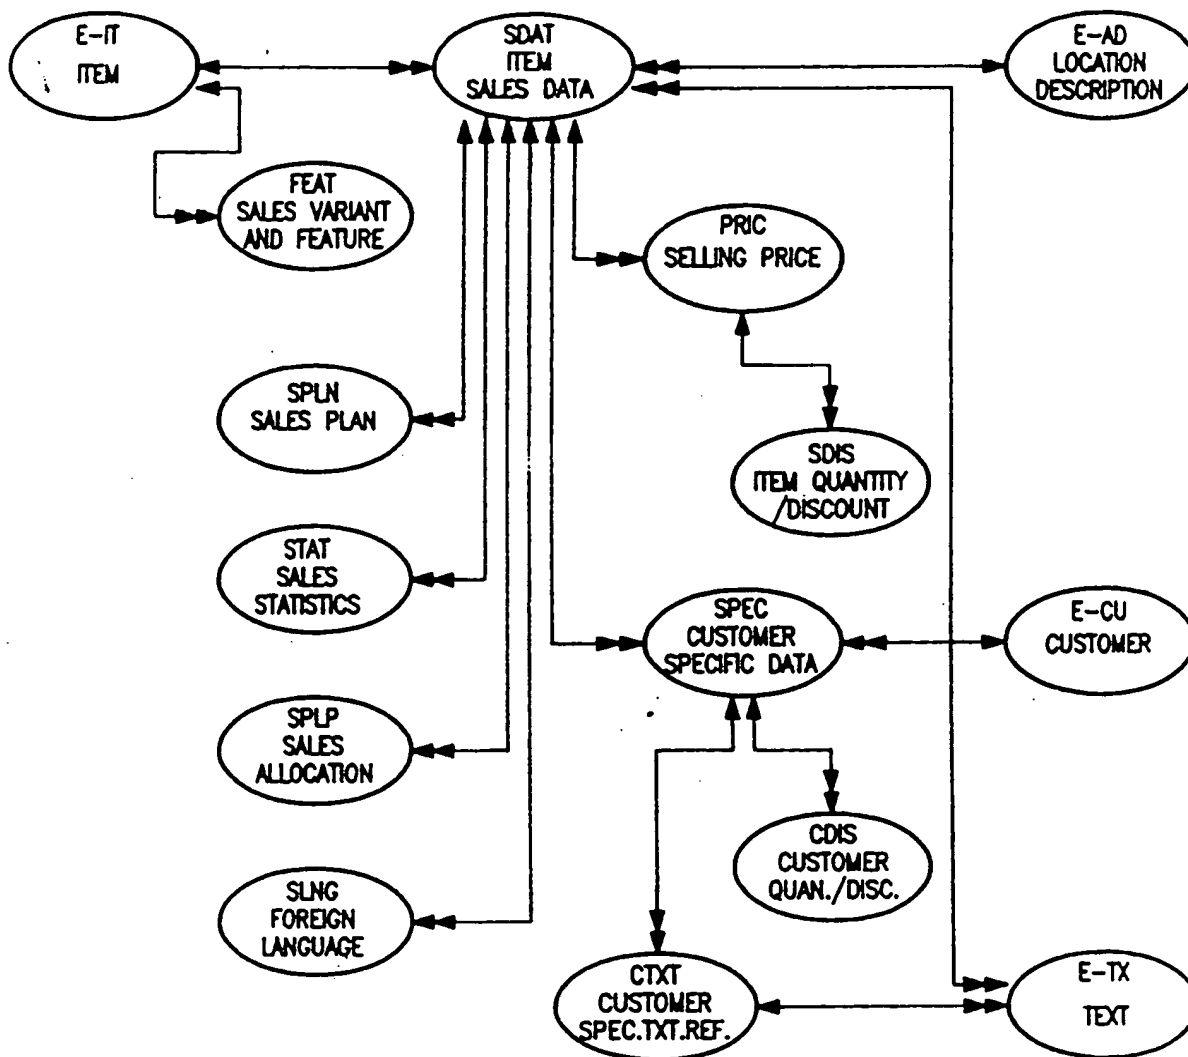 E-IT
ITEM
SDAT
ITEM
SALES DATA
E-AD
LOCATION
DESCRIPTION
FEAT
SALES VARIANT
AND FEATURE
PRIC
SELLING PRICE
SPLN
SALES PLAN
SDIS
ITEM QUANTITY
/DISCOUNT
STAT
SALES
STATISTICS
SPEC
CUSTOMER
SPECIFIC DATA
E-CU
CUSTOMER
SPLP
SALES
ALLOCATION
CDIS
CUSTOMER
QUAN./DISC.
SLNG
FOREIGN
LANGUAGE
CTXT
CUSTOMER
SPEC.TXT.REF.
E-TX
TEXT